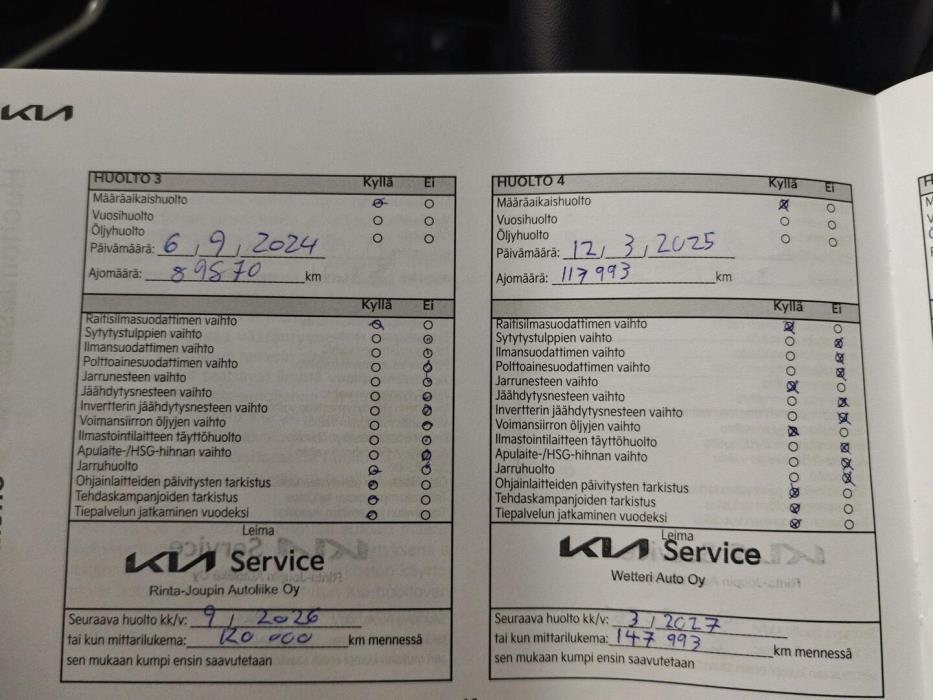 KIA
HUOLTO 3 Kyllä Ei
Määräaikaishuolto
Vuosihuolto
Öljyhuolto
Päivämäärä: 6 / 9 / 2024
Ajomäärä: 89570 km
Kyllä Ei
Raitisilmasuodattimen vaihto
Sytytystulppien vaihto
Ilmansuodattimen vaihto
Polttoainesuodattimen vaihto
Jarrunesteen vaihto
Jäähdytysnesteen vaihto
Invertterin jäähdytysnesteen vaihto
Voimansiirron öljyjen vaihto
Ilmastointilaitteen täyttöhuolto
Apulaite-/HSG-hihnan vaihto
Jarruhuolto
Ohjainlaitteiden päivitysten tarkistus
Tehdaskampanjoiden tarkistus
Tiepalvelun jatkaminen vuodeksi
Leima
KIA Service
Rinta-Joupin Autoliike Oy
Seuraava huolto kk/v: 9 / 2026
tai kun mittarilukema: 120 000 km mennessä
sen mukaan kumpi ensin saavutetaan
HUOLTO 4 Kyllä Ei
Määräaikaishuolto
Vuosihuolto
Öljyhuolto
Päivämäärä: 12 / 3 / 2025
Ajomäärä: 117993 km
Kyllä Ei
Raitisilmasuodattimen vaihto
Sytytystulppien vaihto
Ilmansuodattimen vaihto
Polttoainesuodattimen vaihto
Jarrunesteen vaihto
Jäähdytysnesteen vaihto
Invertterin jäähdytysnesteen vaihto
Voimansiirron öljyjen vaihto
Ilmastointilaitteen täyttöhuolto
Apulaite-/HSG-hihnan vaihto
Jarruhuolto
Ohjainlaitteiden päivitysten tarkistus
Tehdaskampanjoiden tarkistus
Tiepalvelun jatkaminen vuodeksi
Leima
KIA Service
Wetteri Auto Oy
Seuraava huolto kk/v: 3 / 2027
tai kun mittarilukema: 147 993 km mennessä
sen mukaan kumpi ensin saavutetaan